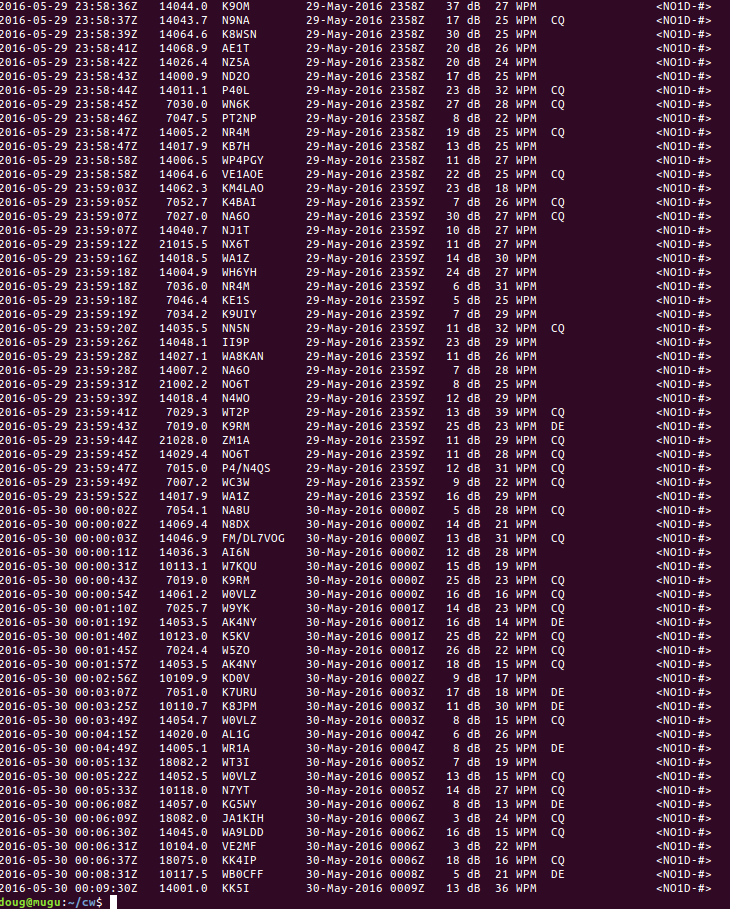 2016-05-29 23:58:36Z 14044.0 K9OM 29-May-2016 2358Z 37 dB 27 WPM <NO1D-#>
2016-05-29 23:58:37Z 14043.7 N9NA 29-May-2016 2358Z 17 dB 25 WPM CQ <NO1D-#>
2016-05-29 23:58:39Z 14064.6 K8WSN 29-May-2016 2358Z 30 dB 25 WPM <NO1D-#>
2016-05-29 23:58:41Z 14068.9 AE1T 29-May-2016 2358Z 20 dB 26 WPM <NO1D-#>
2016-05-29 23:58:42Z 14026.4 NZ5A 29-May-2016 2358Z 20 dB 24 WPM <NO1D-#>
2016-05-29 23:58:43Z 14000.9 ND2O 29-May-2016 2358Z 17 dB 25 WPM <NO1D-#>
2016-05-29 23:58:44Z 14011.1 P40L 29-May-2016 2358Z 23 dB 32 WPM CQ <NO1D-#>
2016-05-29 23:58:45Z 7030.0 WN6K 29-May-2016 2358Z 27 dB 28 WPM CQ <NO1D-#>
2016-05-29 23:58:46Z 7047.5 PT2NP 29-May-2016 2358Z 8 dB 22 WPM <NO1D-#>
2016-05-29 23:58:47Z 14005.2 NR4M 29-May-2016 2358Z 19 dB 25 WPM CQ <NO1D-#>
2016-05-29 23:58:47Z 14017.9 KB7H 29-May-2016 2358Z 13 dB 25 WPM <NO1D-#>
2016-05-29 23:58:58Z 14006.5 WP4PGY 29-May-2016 2358Z 11 dB 27 WPM <NO1D-#>
2016-05-29 23:58:58Z 14064.6 VE1AOE 29-May-2016 2358Z 22 dB 25 WPM CQ <NO1D-#>
2016-05-29 23:59:03Z 14062.3 KM4LAO 29-May-2016 2359Z 23 dB 18 WPM <NO1D-#>
2016-05-29 23:59:05Z 7052.7 K4BAI 29-May-2016 2359Z 7 dB 26 WPM CQ <NO1D-#>
2016-05-29 23:59:07Z 7027.0 NA6O 29-May-2016 2359Z 30 dB 27 WPM CQ <NO1D-#>
2016-05-29 23:59:07Z 14040.7 NJ1T 29-May-2016 2359Z 10 dB 27 WPM <NO1D-#>
2016-05-29 23:59:12Z 21015.5 NX6T 29-May-2016 2359Z 11 dB 27 WPM <NO1D-#>
2016-05-29 23:59:16Z 14018.5 WA1Z 29-May-2016 2359Z 14 dB 30 WPM <NO1D-#>
2016-05-29 23:59:18Z 14004.9 WH6YH 29-May-2016 2359Z 24 dB 27 WPM <NO1D-#>
2016-05-29 23:59:18Z 7036.0 NR4M 29-May-2016 2359Z 6 dB 31 WPM <NO1D-#>
2016-05-29 23:59:18Z 7046.4 KE1S 29-May-2016 2359Z 5 dB 25 WPM <NO1D-#>
2016-05-29 23:59:19Z 7034.2 K9UIY 29-May-2016 2359Z 7 dB 29 WPM <NO1D-#>
2016-05-29 23:59:20Z 14035.5 NN5N 29-May-2016 2359Z 11 dB 32 WPM CQ <NO1D-#>
2016-05-29 23:59:26Z 14048.1 II9P 29-May-2016 2359Z 23 dB 29 WPM <NO1D-#>
2016-05-29 23:59:28Z 14027.1 WA8KAN 29-May-2016 2359Z 11 dB 26 WPM <NO1D-#>
2016-05-29 23:59:28Z 14007.2 NA6O 29-May-2016 2359Z 7 dB 28 WPM <NO1D-#>
2016-05-29 23:59:31Z 21002.2 NO6T 29-May-2016 2359Z 8 dB 25 WPM <NO1D-#>
2016-05-29 23:59:39Z 14018.4 N4WO 29-May-2016 2359Z 12 dB 29 WPM <NO1D-#>
2016-05-29 23:59:41Z 7029.3 WT2P 29-May-2016 2359Z 13 dB 39 WPM CQ <NO1D-#>
2016-05-29 23:59:43Z 7019.0 K9RM 29-May-2016 2359Z 25 dB 23 WPM DE <NO1D-#>
2016-05-29 23:59:44Z 21028.0 ZM1A 29-May-2016 2359Z 11 dB 29 WPM CQ <NO1D-#>
2016-05-29 23:59:45Z 14029.4 NO6T 29-May-2016 2359Z 11 dB 28 WPM CQ <NO1D-#>
2016-05-29 23:59:47Z 7015.0 P4/N4QS 29-May-2016 2359Z 12 dB 31 WPM CQ <NO1D-#>
2016-05-29 23:59:49Z 7007.2 WC3W 29-May-2016 2359Z 9 dB 22 WPM CQ <NO1D-#>
2016-05-29 23:59:52Z 14017.9 WA1Z 29-May-2016 2359Z 16 dB 29 WPM <NO1D-#>
2016-05-30 00:00:02Z 7054.1 NA8U 30-May-2016 0000Z 5 dB 28 WPM CQ <NO1D-#>
2016-05-30 00:00:02Z 14069.4 N8DX 30-May-2016 0000Z 14 dB 21 WPM <NO1D-#>
2016-05-30 00:00:03Z 14046.9 FM/DL7VOG 30-May-2016 0000Z 13 dB 31 WPM CQ <NO1D-#>
2016-05-30 00:00:11Z 14036.3 AI6N 30-May-2016 0000Z 12 dB 28 WPM <NO1D-#>
2016-05-30 00:00:31Z 10113.1 W7KQU 30-May-2016 0000Z 15 dB 19 WPM <NO1D-#>
2016-05-30 00:00:43Z 7019.0 K9RM 30-May-2016 0000Z 25 dB 23 WPM CQ <NO1D-#>
2016-05-30 00:00:54Z 14061.2 W0VLZ 30-May-2016 0000Z 16 dB 16 WPM CQ <NO1D-#>
2016-05-30 00:01:10Z 7025.7 W9YK 30-May-2016 0001Z 14 dB 23 WPM CQ <NO1D-#>
2016-05-30 00:01:19Z 14053.5 AK4NY 30-May-2016 0001Z 16 dB 14 WPM DE <NO1D-#>
2016-05-30 00:01:40Z 10123.0 K5KV 30-May-2016 0001Z 25 dB 22 WPM CQ <NO1D-#>
2016-05-30 00:01:45Z 7024.4 W5ZO 30-May-2016 0001Z 26 dB 22 WPM CQ <NO1D-#>
2016-05-30 00:01:57Z 14053.5 AK4NY 30-May-2016 0001Z 18 dB 15 WPM CQ <NO1D-#>
2016-05-30 00:02:56Z 10109.9 KD0V 30-May-2016 0002Z 9 dB 17 WPM <NO1D-#>
2016-05-30 00:03:07Z 7051.0 K7URU 30-May-2016 0003Z 17 dB 18 WPM DE <NO1D-#>
2016-05-30 00:03:25Z 10110.7 K8JPM 30-May-2016 0003Z 11 dB 30 WPM DE <NO1D-#>
2016-05-30 00:03:49Z 14054.7 W0VLZ 30-May-2016 0003Z 8 dB 15 WPM CQ <NO1D-#>
2016-05-30 00:04:15Z 14020.0 AL1G 30-May-2016 0004Z 6 dB 26 WPM <NO1D-#>
2016-05-30 00:04:49Z 14005.1 WR1A 30-May-2016 0004Z 8 dB 25 WPM DE <NO1D-#>
2016-05-30 00:05:13Z 18082.2 WT3I 30-May-2016 0005Z 7 dB 19 WPM <NO1D-#>
2016-05-30 00:05:22Z 14052.5 W0VLZ 30-May-2016 0005Z 13 dB 15 WPM CQ <NO1D-#>
2016-05-30 00:05:33Z 10118.0 N7YT 30-May-2016 0005Z 14 dB 27 WPM CQ <NO1D-#>
2016-05-30 00:06:08Z 14057.0 KG5WY 30-May-2016 0006Z 8 dB 13 WPM DE <NO1D-#>
2016-05-30 00:06:09Z 18082.0 JA1KIH 30-May-2016 0006Z 3 dB 24 WPM CQ <NO1D-#>
2016-05-30 00:06:30Z 14045.0 WA9LDD 30-May-2016 0006Z 16 dB 15 WPM CQ <NO1D-#>
2016-05-30 00:06:31Z 10104.0 VE2MF 30-May-2016 0006Z 3 dB 22 WPM <NO1D-#>
2016-05-30 00:06:37Z 18075.0 KK4IP 30-May-2016 0006Z 18 dB 16 WPM CQ <NO1D-#>
2016-05-30 00:08:31Z 10117.5 WB0CFF 30-May-2016 0008Z 5 dB 21 WPM DE <NO1D-#>
2016-05-30 00:09:30Z 14001.0 KK5I 30-May-2016 0009Z 13 dB 36 WPM <NO1D-#>
doug@mugu:~/cw$